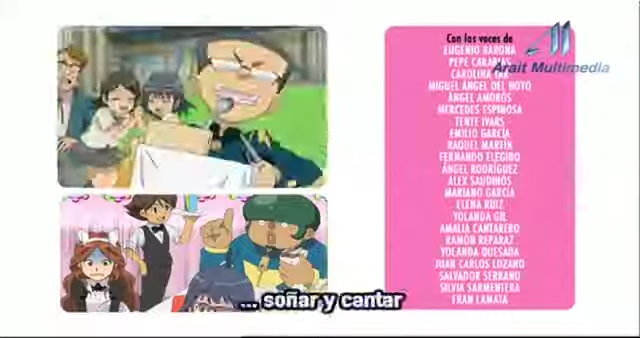 Con las voces de
EUGENIO BARONA
PEPE CARABIAS
CAROLINA TAK
MIGUEL ÁNGEL DEL HOYO
ÁNGEL AMORÓS
MERCEDES ESPINOSA
TENTE IVARS
EMILIO GARCÍA
RAQUEL MARTÍN
FERNANDO ELEGIDO
ÁNGEL RODRÍGUEZ
ALEX SAUDINÓS
MARIANO GARCÍA
ELENA RUIZ
YOLANDA GIL
AMALIA CANTARERO
RAMÓN REPARAZ
YOLANDA QUESADA
JUAN CARLOS LOZANO
SALVADOR SERRANO
SILVIA SARMENTERA
FRAN LAMATA
Arait Multimedia
... soñar y cantar